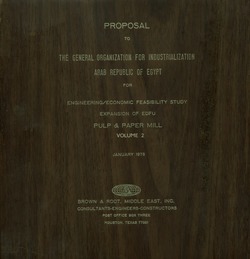 PROPOSAL
TO
THE GENERAL ORGANIZATION FOR INDUSTRIALIZATION
ARAB REPUBLIC OF EGYPT
FOR
ENGINEERING/ECONOMIC FEASIBILITY STUDY
EXPANSION OF EDFU
PULP & PAPER MILL
VOLUME 2
JANUARY 1975
BROWN & ROOT, MIDDLE EAST, INC.
CONSULTANTS-ENGINEERS-CONSTRUCTORS
POST OFFICE BOX THREE
HOUSTON, TEXAS 77001